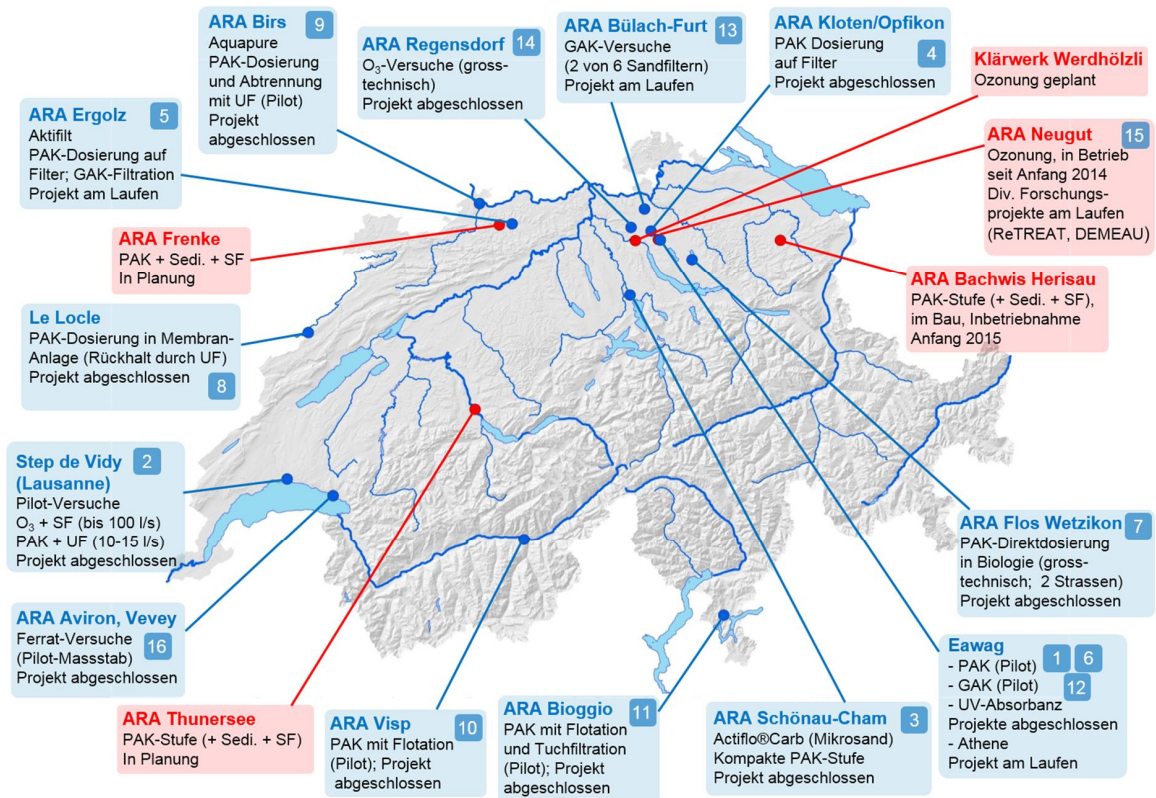 ARA Birs 9
Aquapure
PAK-Dosierung
und Abtrennung
mit UF (Pilot)
Projekt
abgeschlossen
ARA Regensdorf 14
O₃-Versuche (gross-
technisch)
Projekt abgeschlossen
ARA Bülach-Furt 13
GAK-Versuche
(2 von 6 Sandfiltern)
Projekt am Laufen
ARA Kloten/Opfikon
PAK Dosierung 4
auf Filter
Projekt abgeschlossen
Klärwerk Werdhölzli
Ozonung geplant
ARA Ergolz 5
Aktifilt
PAK-Dosierung auf
Filter; GAK-Filtration
Projekt am Laufen
ARA Neugut 15
Ozonung, in Betrieb
seit Anfang 2014
Div. Forschungs-
projekte am Laufen
(ReTREAT, DEMEAU)
ARA Frenke
PAK + Sedi. + SF
In Planung
ARA Bachwis Herisau
PAK-Stufe (+ Sedi. + SF),
im Bau, Inbetriebnahme
Anfang 2015
Le Locle
PAK-Dosierung in Membran-
Anlage (Rückhalt durch UF)
Projekt abgeschlossen
8
Step de Vidy 2
(Lausanne)
Pilot-Versuche
O₃ + SF (bis 100 l/s)
PAK + UF (10-15 l/s)
Projekt abgeschlossen
ARA Flos Wetzikon 7
PAK-Direktdosierung
in Biologie (gross-
technisch; 2 Strassen)
Projekt abgeschlossen
ARA Aviron, Vevey
Ferrat-Versuche
(Pilot-Massstab) 16
Projekt abgeschlossen
Eawag
- PAK (Pilot) 1 6
- GAK (Pilot) 12
- UV-Absorbanz
Projekte abgeschlossen
- Athene
Projekt am Laufen
ARA Thunersee
PAK-Stufe (+ Sedi. + SF)
In Planung
ARA Visp 10
PAK mit Flotation
(Pilot); Projekt
abgeschlossen
ARA Bioggio 11
PAK mit Flotation
und Tuchfiltration
(Pilot); Projekt
abgeschlossen
ARA Schönau-Cham 3
Actiflo®Carb (Mikrosand)
Kompakte PAK-Stufe
Projekt abgeschlossen